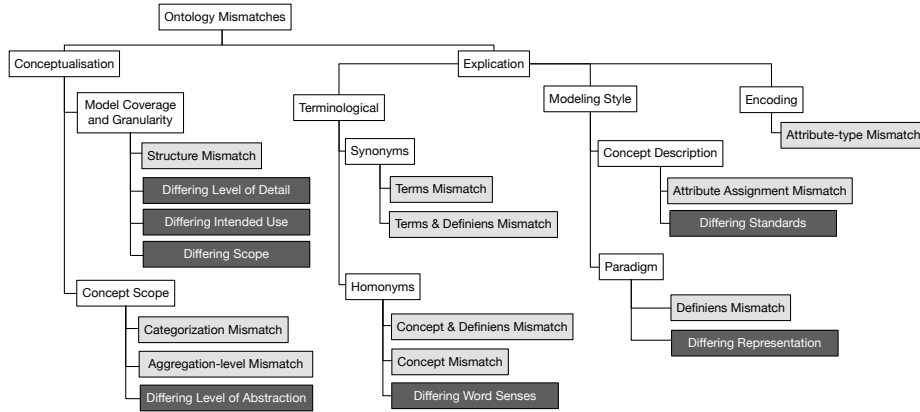 Ontology Mismatches
Conceptualisation
Model Coverage
and Granularity
Structure Mismatch
Differing Level of Detail
Differing Intended Use
Differing Scope
Concept Scope
Categorization Mismatch
Aggregation-level Mismatch
Differing Level of Abstraction
Explication
Terminological
Synonyms
Terms Mismatch
Terms & Definiens Mismatch
Homonyms
Concept & Definiens Mismatch
Concept Mismatch
Differing Word Senses
Modeling Style
Concept Description
Attribute Assignment Mismatch
Differing Standards
Paradigm
Definiens Mismatch
Differing Representation
Encoding
Attribute-type Mismatch